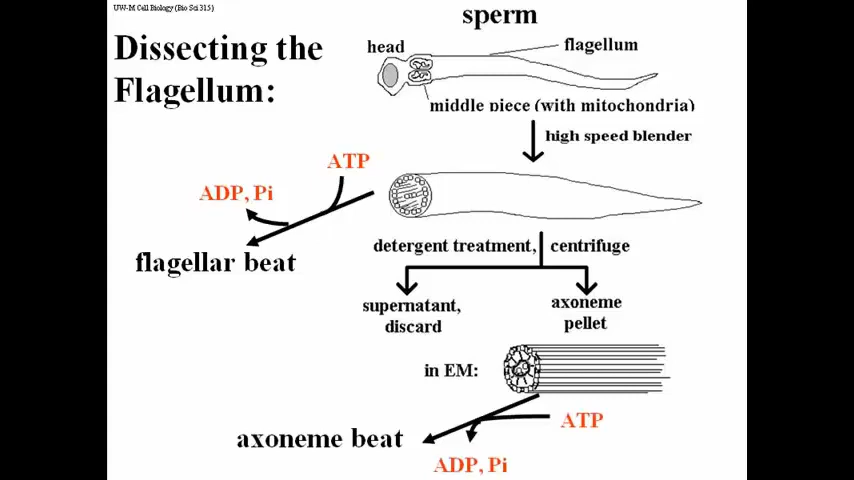 UW-M Cell Biology (Bio Sci 315)
Dissecting the
Flagellum:
sperm
head
flagellum
middle piece (with mitochondria)
high speed blender
ATP
ADP, Pi
flagellar beat
detergent treatment, centrifuge
supernatant,
discard
axoneme
pellet
in EM:
ATP
axoneme beat
ADP, Pi